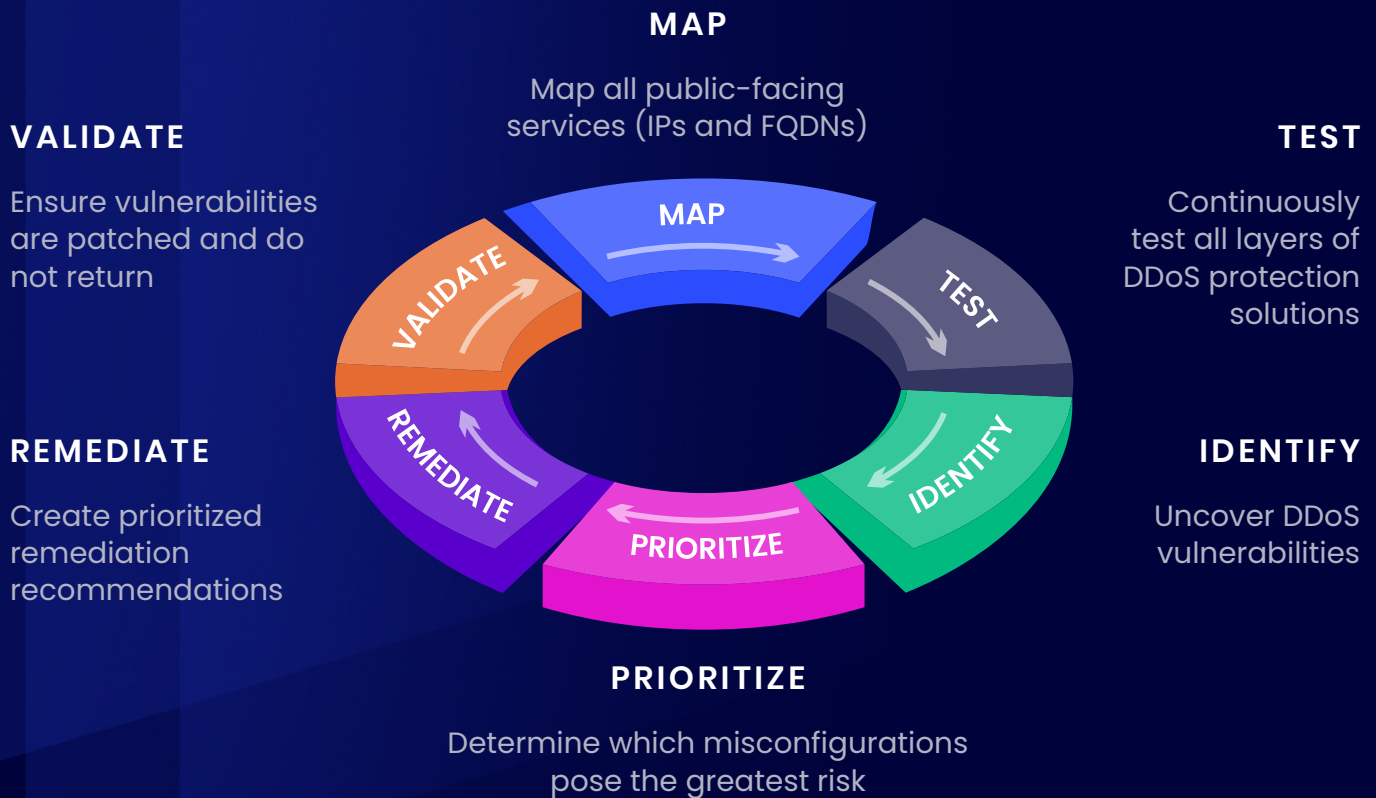 MAP
Map all public-facing
services (IPs and FQDNs)
VALIDATE
Ensure vulnerabilities
are patched and do
not return
TEST
Continuously
test all layers of
DDoS protection
solutions
MAP
VALIDATE
TEST
REMEDIATE
IDENTIFY
PRIORITIZE
REMEDIATE
Create prioritized
remediation
recommendations
IDENTIFY
Uncover DDoS
vulnerabilities
PRIORITIZE
Determine which misconfigurations
pose the greatest risk